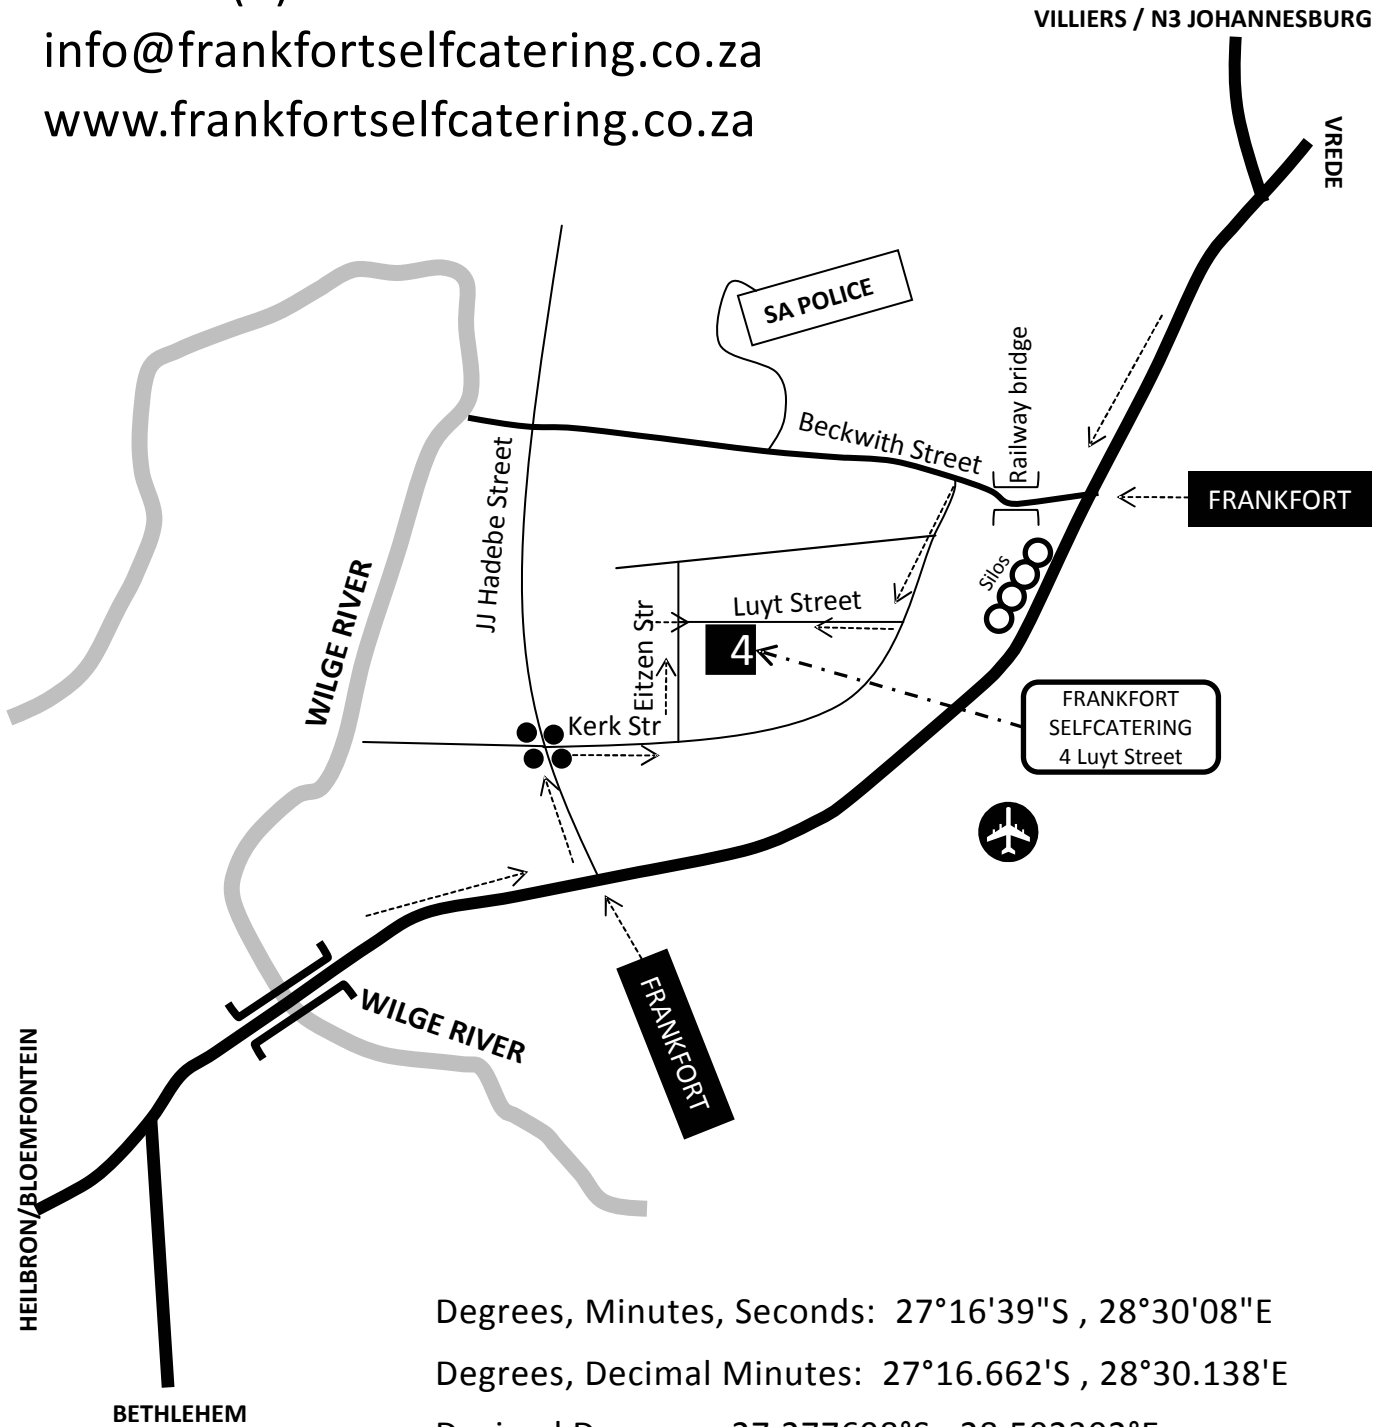 info@frankfortselfcatering.co.za
www.frankfortselfcatering.co.za
VILLIERS / N3 JOHANNESBURG
VREDE
SA POLICE
Railway bridge
Beckwith Street
FRANKFORT
JJ Hadebe Street
WILGE RIVER
Silos
Luyt Street
Eitzen Str
4
Kerk Str
FRANKFORT
SELFCATERING
4 Luyt Street
FRANKFORT
WILGE RIVER
HEILBRON/BLOEMFONTEIN
BETHLEHEM
Degrees, Minutes, Seconds: 27°16'39"S , 28°30'08"E
Degrees, Decimal Minutes: 27°16.662'S , 28°30.138'E